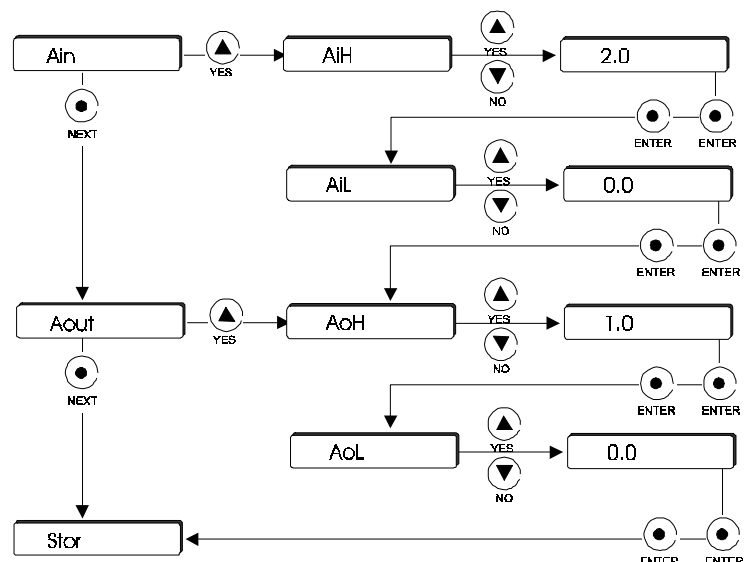 Ain
YES
AiH
YES
NO
2.0
NEXT
ENTER
ENTER
AiL
YES
NO
0.0
ENTER
ENTER
Aout
YES
AoH
YES
NO
1.0
NEXT
ENTER
ENTER
AoL
YES
NO
0.0
Stor
ENTER
ENTER